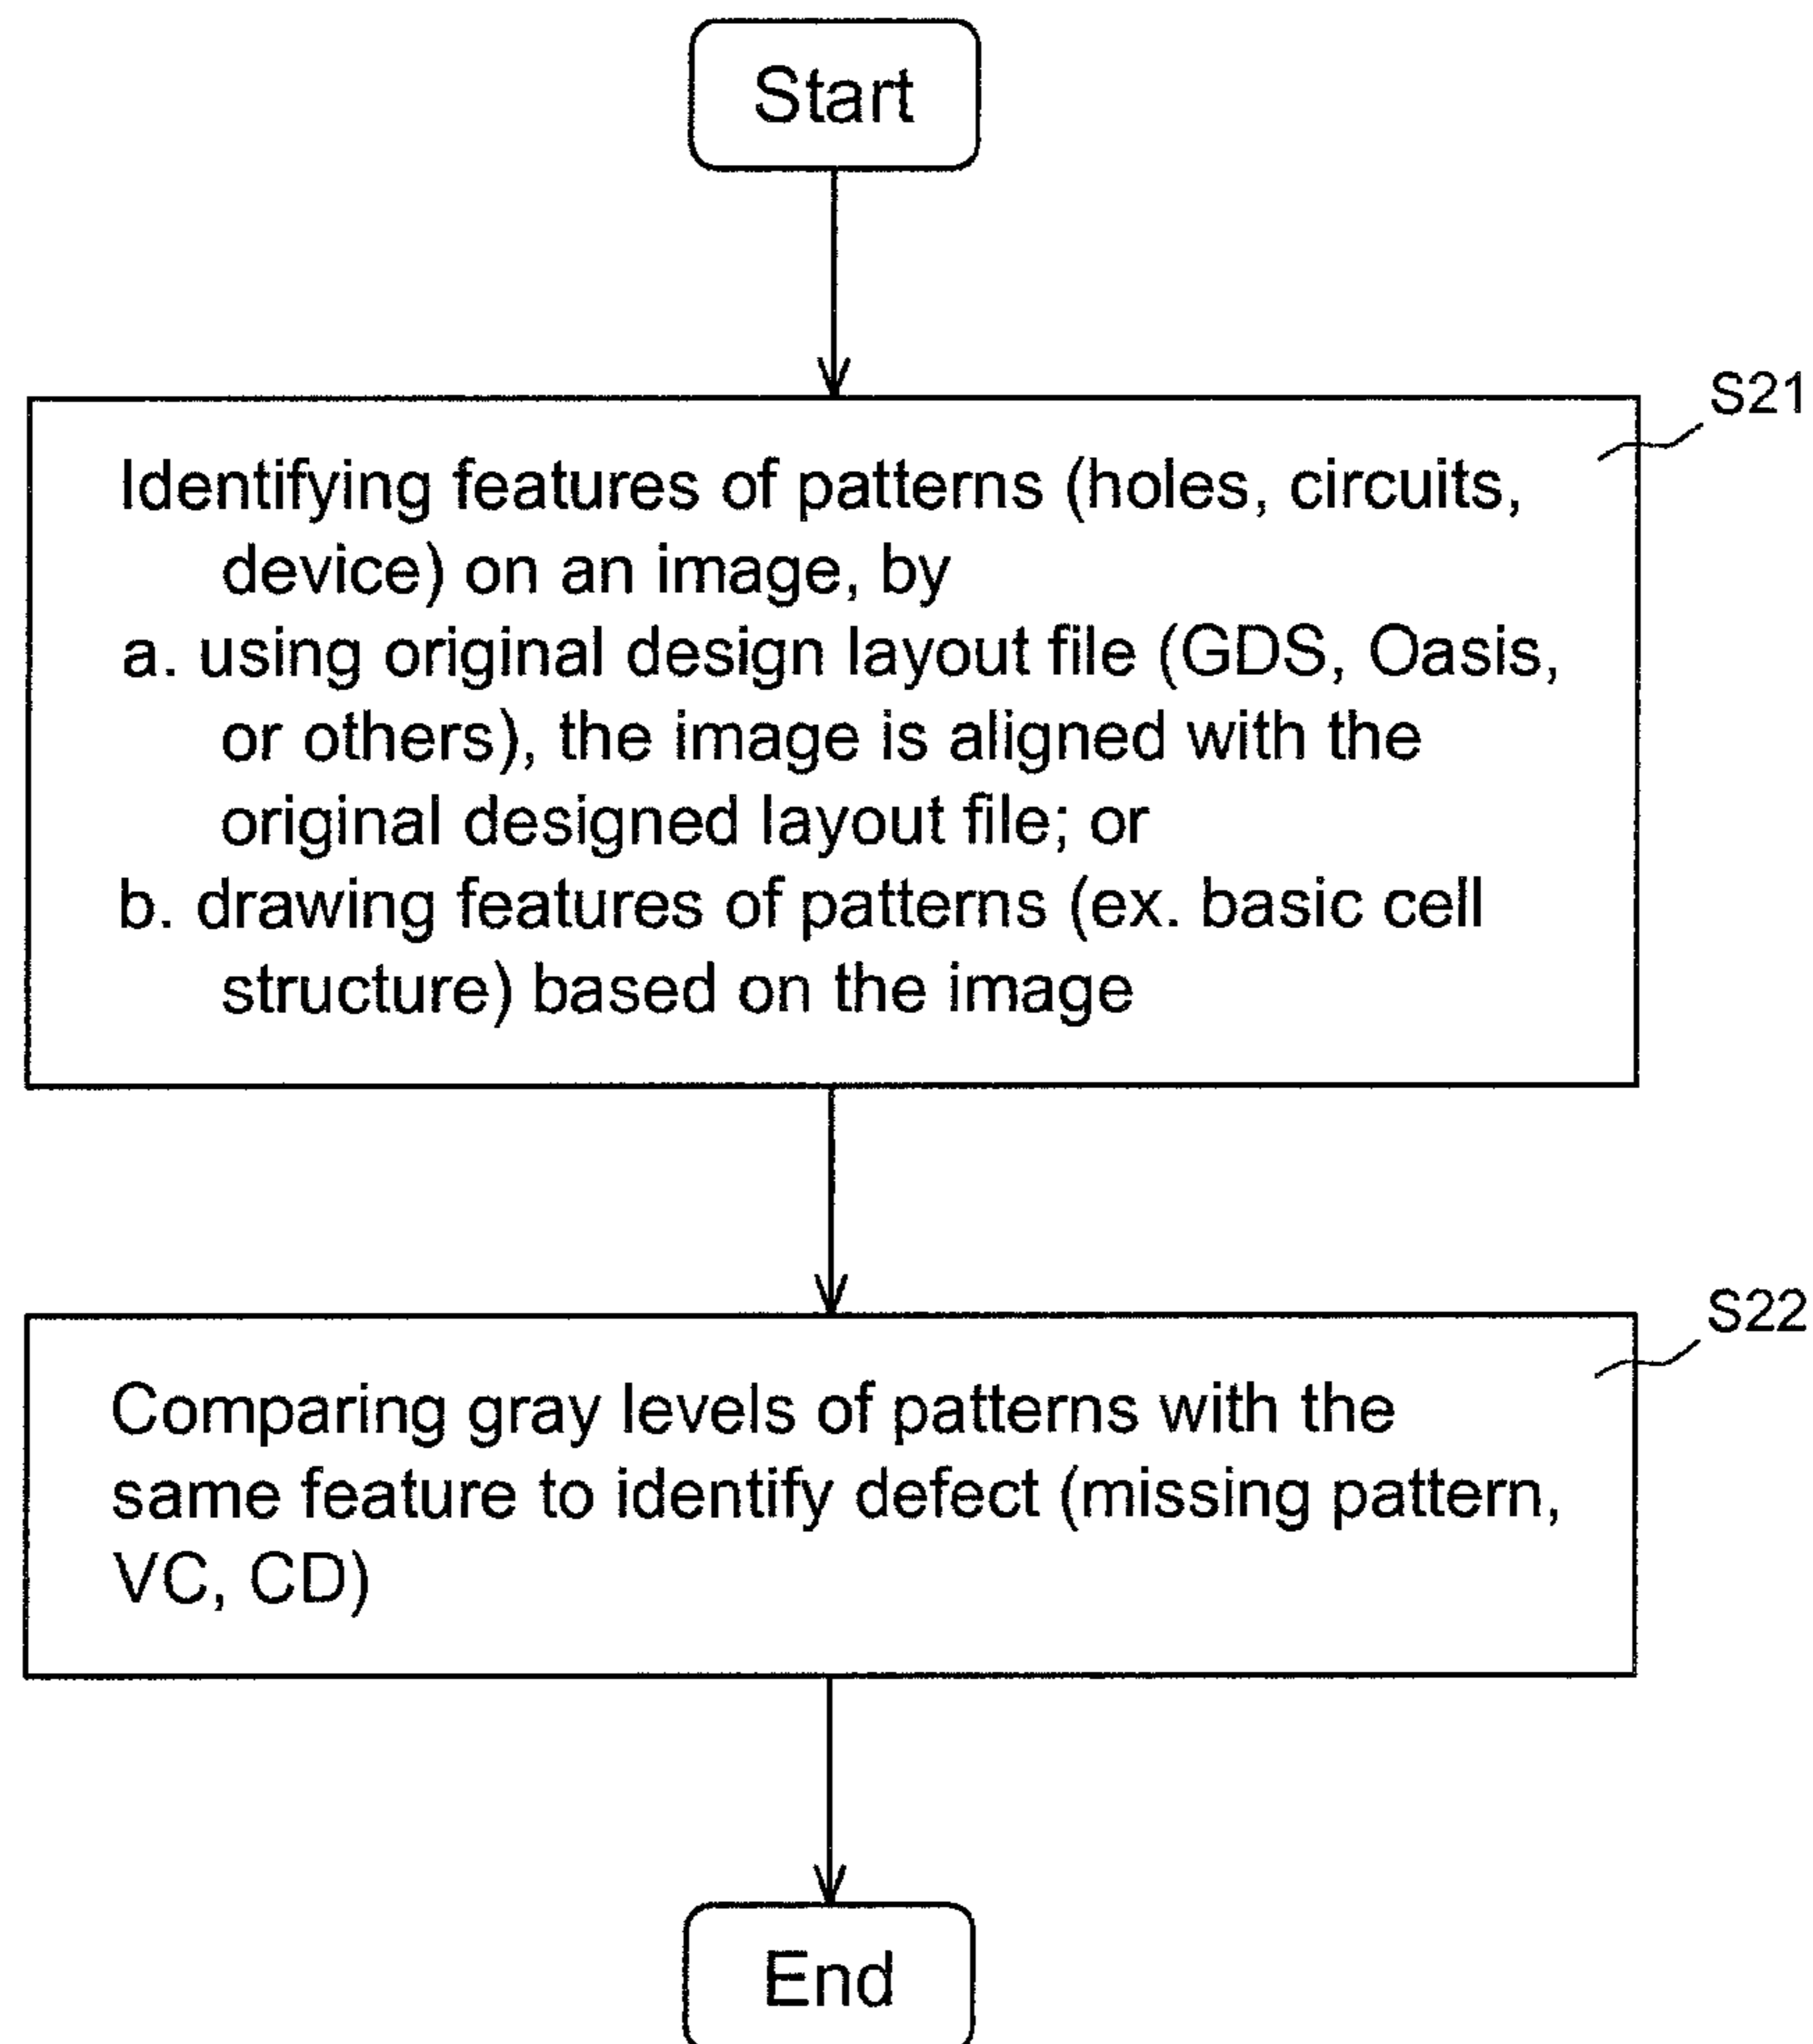 Start
S21
Identifying features of patterns (holes, circuits,
device) on an image, by
a. using original design layout file (GDS, Oasis,
or others), the image is aligned with the
original designed layout file; or
b. drawing features of patterns (ex. basic cell
structure) based on the image
S22
Comparing gray levels of patterns with the
same feature to identify defect (missing pattern,
VC, CD)
End